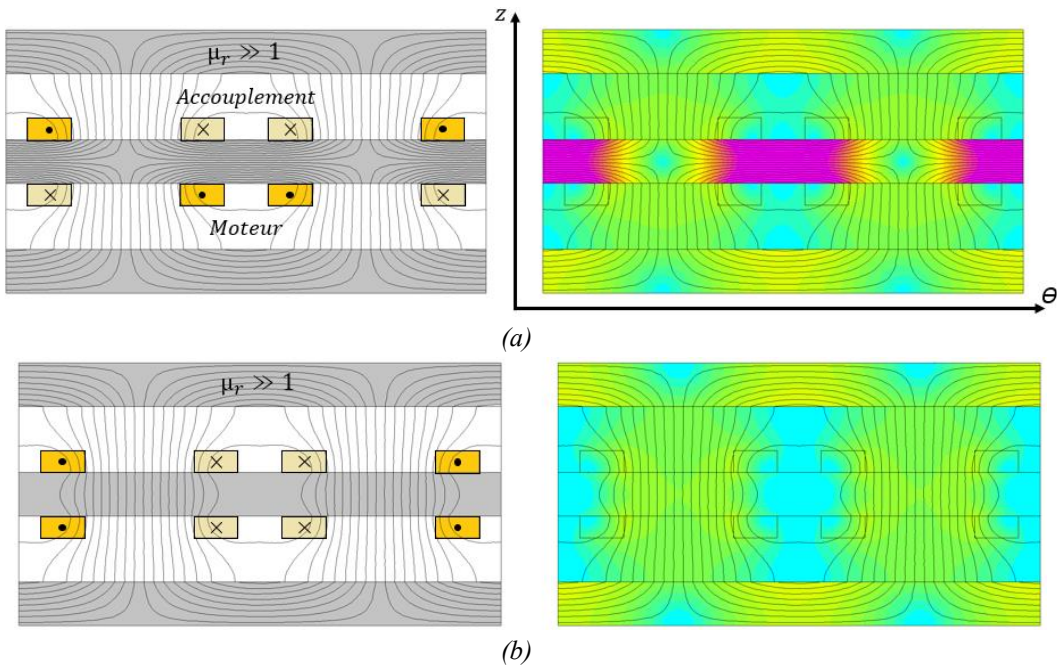 z
μᵣ ≫ 1
Accouplement
Moteur
Ɵ
(a)
μᵣ ≫ 1
(b)